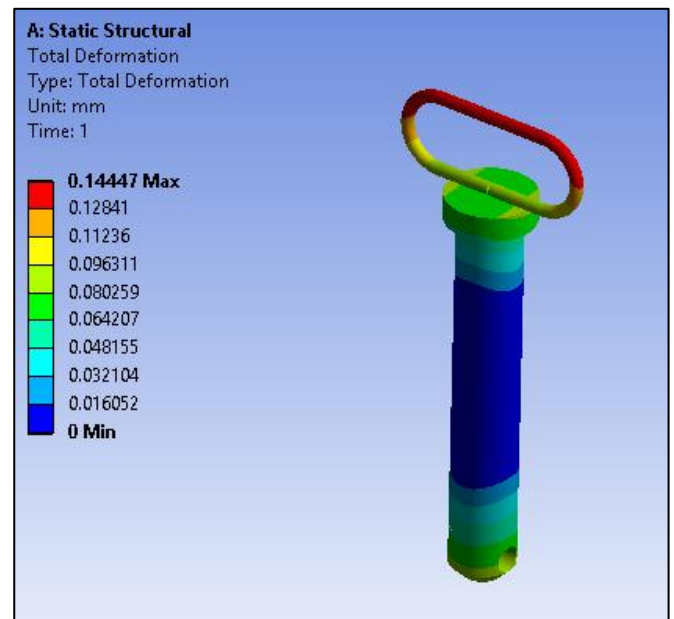 A: Static Structural
Total Deformation
Type: Total Deformation
Unit: mm
Time: 1
0.14447 Max
0.12841
0.11236
0.096311
0.080259
0.064207
0.048155
0.032104
0.016052
0 Min